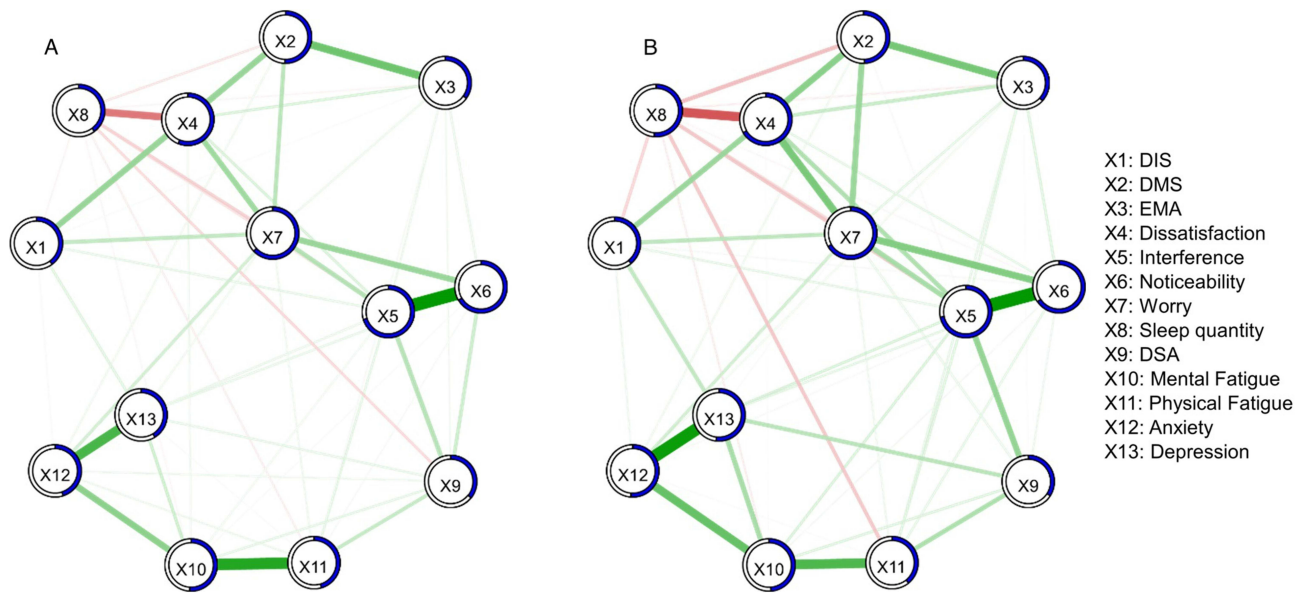 A
X2
X3
X8
X4
X1
X7
X6
X5
X13
X12
X9
X10
X11
B
X2
X3
X8
X4
X1
X7
X6
X5
X13
X12
X9
X10
X11
X1: DIS
X2: DMS
X3: EMA
X4: Dissatisfaction
X5: Interference
X6: Noticeability
X7: Worry
X8: Sleep quantity
X9: DSA
X10: Mental Fatigue
X11: Physical Fatigue
X12: Anxiety
X13: Depression